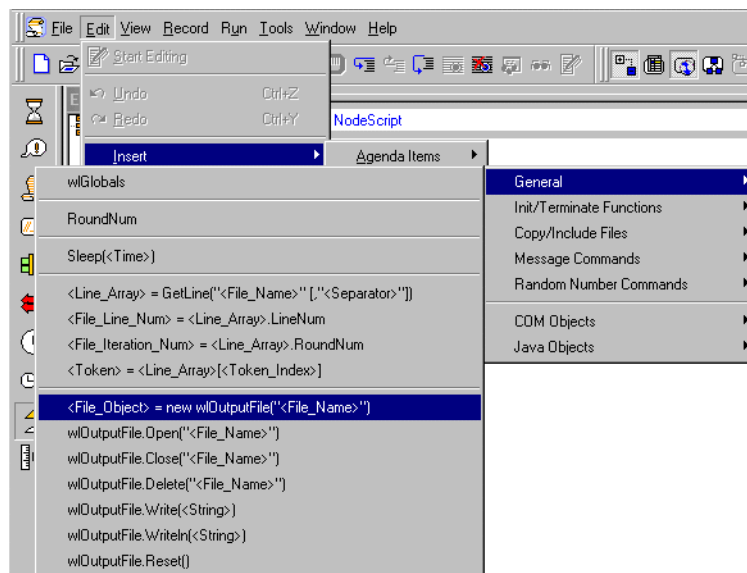 File Edit View Record Run Tools Window Help
Start Editing
Undo Ctrl+Z
Redo Ctrl+Y
NodeScript
Insert
Agenda Items
wlGlobals
RoundNum
Sleep(<Time>)
<Line_Array> = GetLine("<File_Name>" [,"<Separator>"])
<File_Line_Num> = <Line_Array>.LineNum
<File_Iteration_Num> = <Line_Array>.RoundNum
<Token> = <Line_Array>[<Token_Index>]
<File_Object> = new wlOutputFile("<File_Name>")
wlOutputFile.Open("<File_Name>")
wlOutputFile.Close("<File_Name>")
wlOutputFile.Delete("<File_Name>")
wlOutputFile.Write(<String>)
wlOutputFile.Writeln(<String>)
wlOutputFile.Reset()
General
Init/Terminate Functions
Copy/Include Files
Message Commands
Random Number Commands
COM Objects
Java Objects